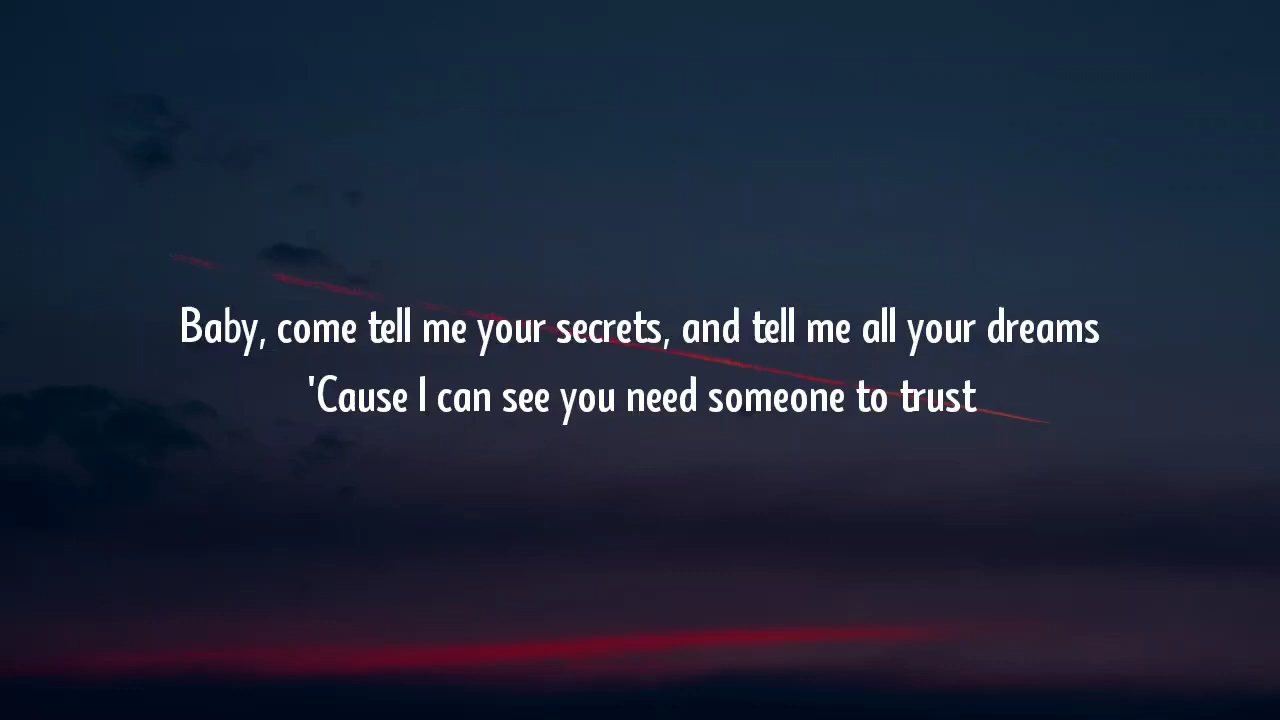 Baby, come tell me your secrets, and tell me all your dreams
'Cause I can see you need someone to trust